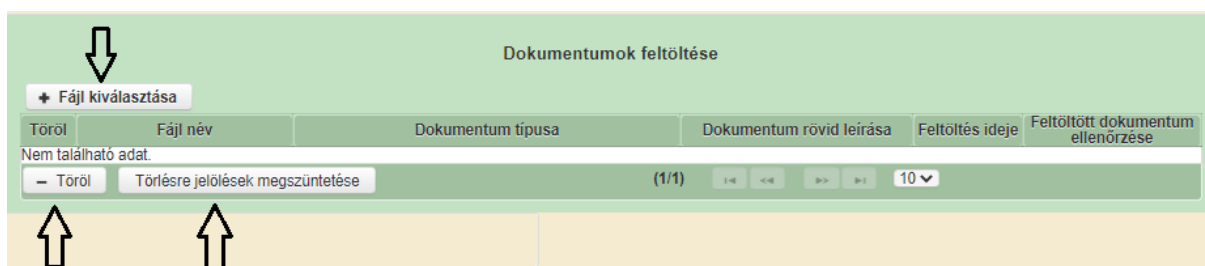 Dokumentumok feltöltése
+ Fájl kiválasztása
Töröl Fájl név Dokumentum típusa Dokumentum rövid leírása Feltöltés ideje Feltöltött dokumentum
ellenőrzése
Nem található adat.
– Töröl Törlésre jelölések megszüntetése (1/1) 10